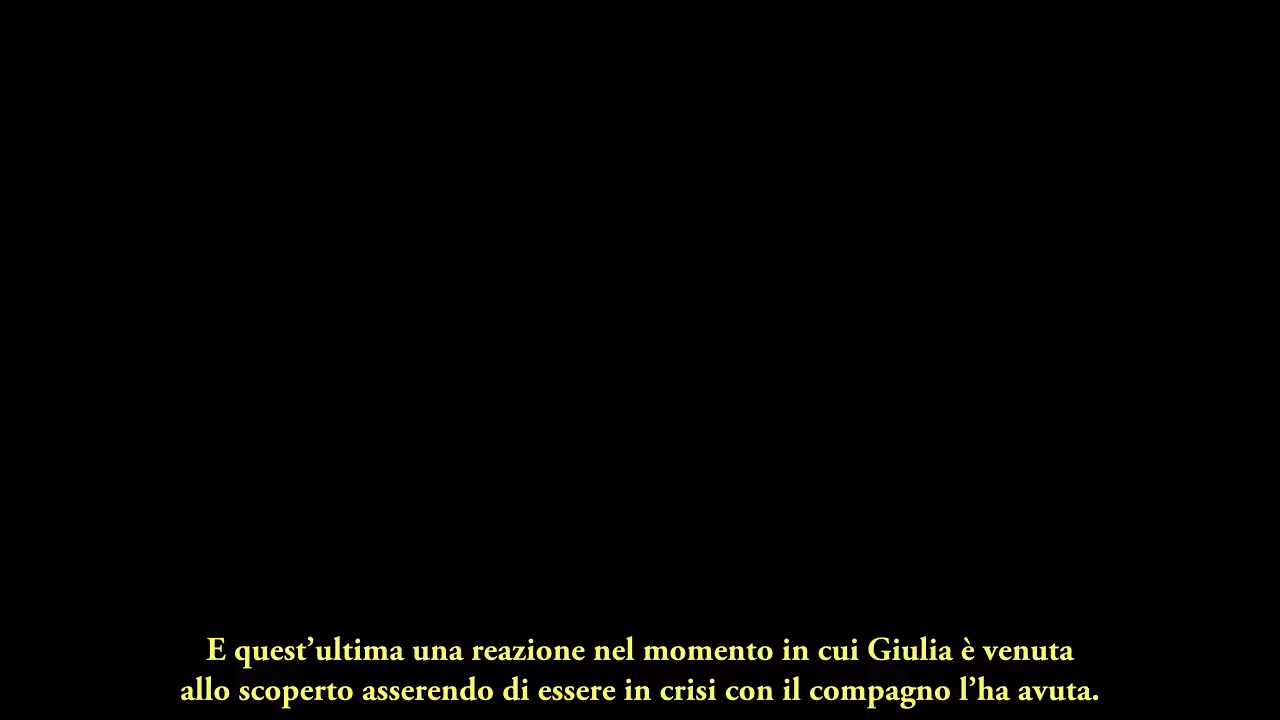 E quest’ultima una reazione nel momento in cui Giulia è venuta
allo scoperto asserendo di essere in crisi con il compagno l’ha avuta.